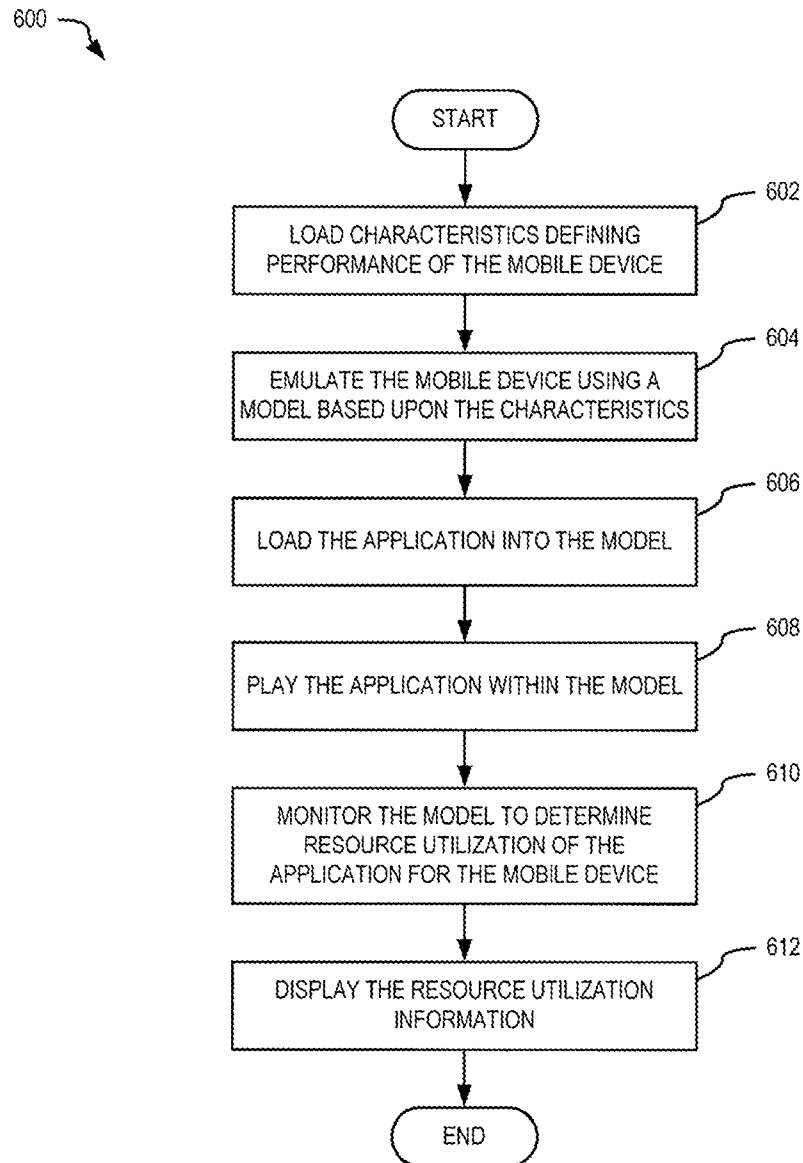 600
START
602
LOAD CHARACTERISTICS DEFINING
PERFORMANCE OF THE MOBILE DEVICE
604
EMULATE THE MOBILE DEVICE USING A
MODEL BASED UPON THE CHARACTERISTICS
606
LOAD THE APPLICATION INTO THE MODEL
608
PLAY THE APPLICATION WITHIN THE MODEL
610
MONITOR THE MODEL TO DETERMINE
RESOURCE UTILIZATION OF THE
APPLICATION FOR THE MOBILE DEVICE
612
DISPLAY THE RESOURCE UTILIZATION
INFORMATION
END